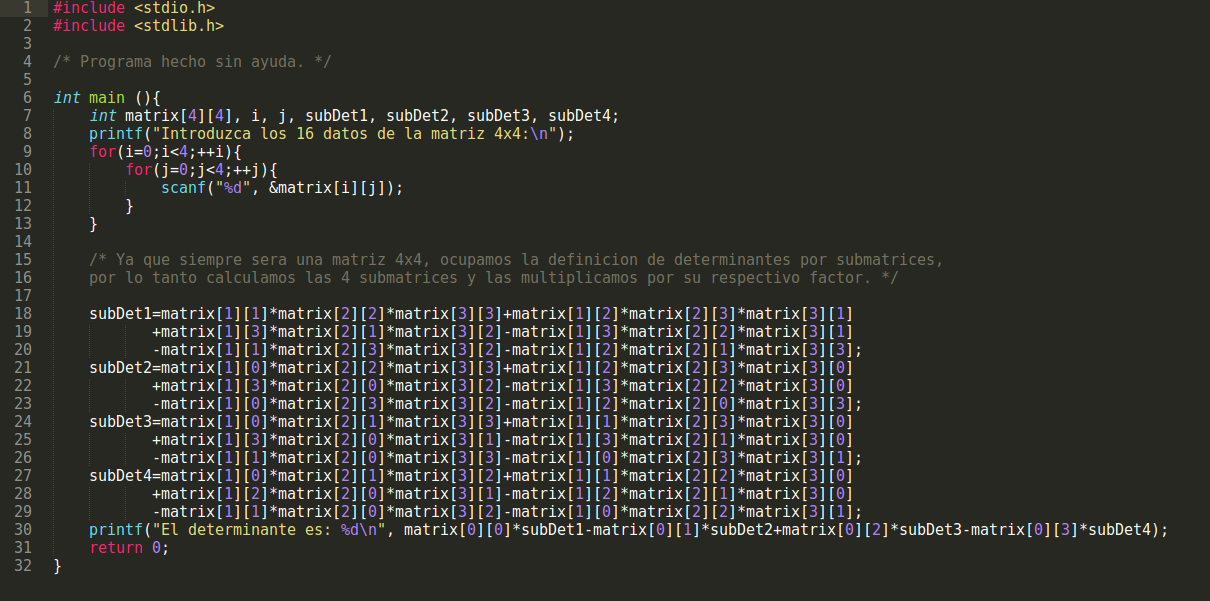 1 #include <stdio.h>
2 #include <stdlib.h>
3
4 /* Programa hecho sin ayuda. */
5
6 int main (){
7     int matrix[4][4], i, j, subDet1, subDet2, subDet3, subDet4;
8     printf("Introduzca los 16 datos de la matriz 4x4:\n");
9     for(i=0;i<4;++i){
10         for(j=0;j<4;++j){
11             scanf("%d", &matrix[i][j]);
12         }
13     }
14
15     /* Ya que siempre sera una matriz 4x4, ocupamos la definicion de determinantes por submatrices,
16     por lo tanto calculamos las 4 submatrices y las multiplicamos por su respectivo factor. */
17
18     subDet1=matrix[1][1]*matrix[2][2]*matrix[3][3]+matrix[1][2]*matrix[2][3]*matrix[3][1]
19            +matrix[1][3]*matrix[2][1]*matrix[3][2]-matrix[1][3]*matrix[2][2]*matrix[3][1]
20            -matrix[1][1]*matrix[2][3]*matrix[3][2]-matrix[1][2]*matrix[2][1]*matrix[3][3];
21     subDet2=matrix[1][0]*matrix[2][2]*matrix[3][3]+matrix[1][2]*matrix[2][3]*matrix[3][0]
22            +matrix[1][3]*matrix[2][0]*matrix[3][2]-matrix[1][3]*matrix[2][2]*matrix[3][0]
23            -matrix[1][0]*matrix[2][3]*matrix[3][2]-matrix[1][2]*matrix[2][0]*matrix[3][3];
24     subDet3=matrix[1][0]*matrix[2][1]*matrix[3][3]+matrix[1][1]*matrix[2][3]*matrix[3][0]
25            +matrix[1][3]*matrix[2][0]*matrix[3][1]-matrix[1][3]*matrix[2][1]*matrix[3][0]
26            -matrix[1][1]*matrix[2][0]*matrix[3][3]-matrix[1][0]*matrix[2][3]*matrix[3][1];
27     subDet4=matrix[1][0]*matrix[2][1]*matrix[3][2]+matrix[1][1]*matrix[2][2]*matrix[3][0]
28            +matrix[1][2]*matrix[2][0]*matrix[3][1]-matrix[1][2]*matrix[2][1]*matrix[3][0]
29            -matrix[1][1]*matrix[2][0]*matrix[3][2]-matrix[1][0]*matrix[2][2]*matrix[3][1];
30     printf("El determinante es: %d\n", matrix[0][0]*subDet1-matrix[0][1]*subDet2+matrix[0][2]*subDet3-matrix[0][3]*subDet4);
31     return 0;
32 }